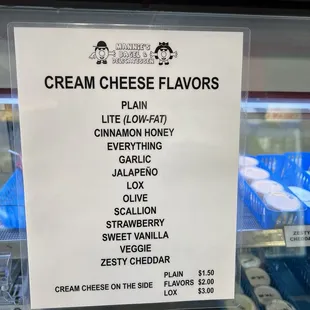 MANNIE'S
BAGEL &
DELICATESSEN
CREAM CHEESE FLAVORS
PLAIN
LITE (LOW-FAT)
CINNAMON HONEY
EVERYTHING
GARLIC
JALAPEÑO
LOX
OLIVE
SCALLION
STRAWBERRY
SWEET VANILLA
VEGGIE
ZESTY CHEDDAR
CREAM CHEESE ON THE SIDE
PLAIN $1.50
FLAVORS $2.00
LOX $3.00
ZESTY
CHEDDAR